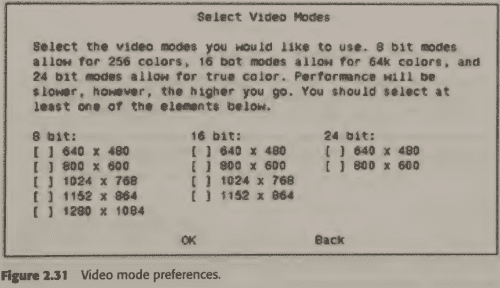 Select Video Modes
Select the video modes you would like to use. 8 bit modes
allow for 256 colors, 16 bot modes allow for 64k colors, and
24 bit modes allow for true color. Performance will be
slower, however, the higher you go. You should select at
least one of the elements below.
8 bit: 16 bit: 24 bit:
[ ] 640 x 480 [ ] 640 x 480 [ ] 640 x 480
[ ] 800 x 600 [ ] 800 x 600 [ ] 800 x 600
[ ] 1024 x 768 [ ] 1024 x 768
[ ] 1152 x 864 [ ] 1152 x 864
[ ] 1280 x 1084
OK Back
Figure 2.31 Video mode preferences.